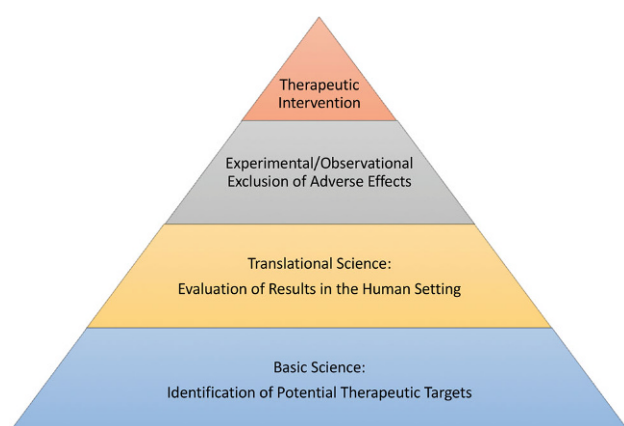 Therapeutic
Intervention
Experimental/Observational
Exclusion of Adverse Effects
Translational Science:
Evaluation of Results in the Human Setting
Basic Science:
Identification of Potential Therapeutic Targets